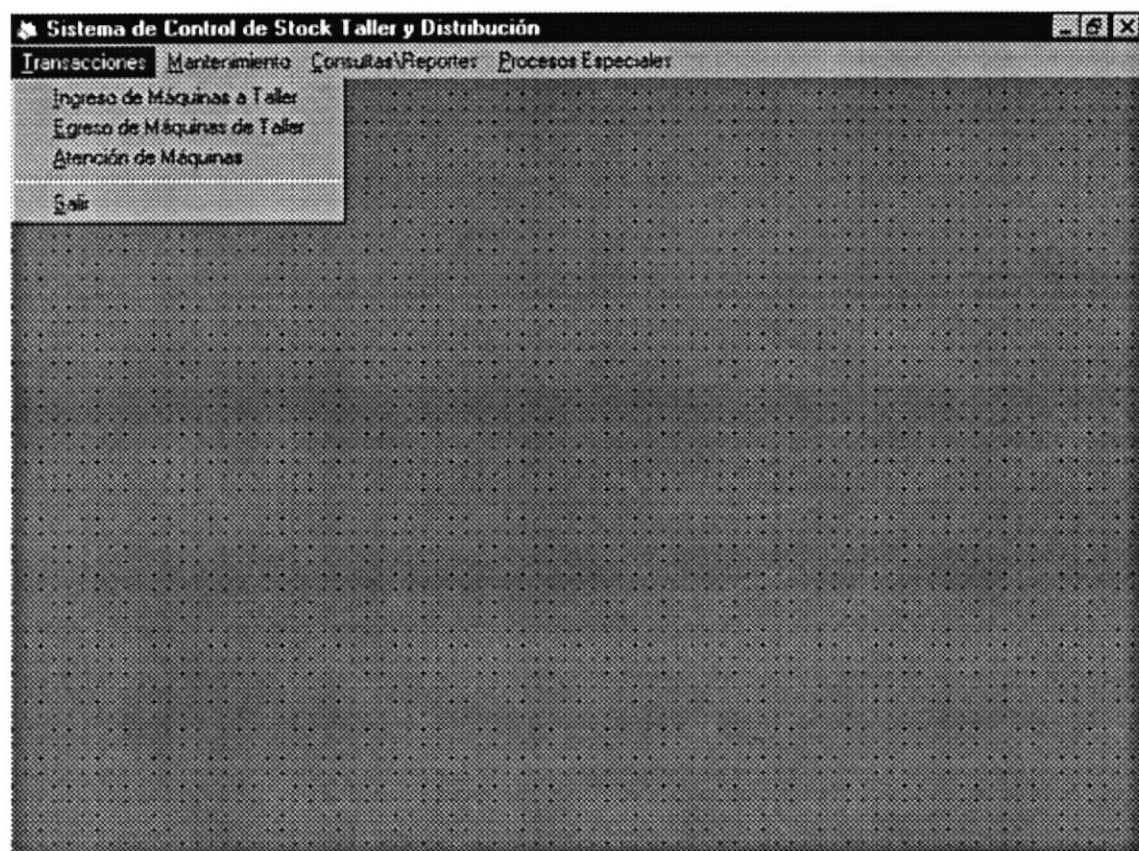 Sistema de Control de Stock Taller y Distribución
Transacciones Mantenimiento Consultas\Reportes Procesos Especiales
Ingreso de Máquinas a Taller
Egreso de Máquinas de Taller
Atención de Máquinas
Salir